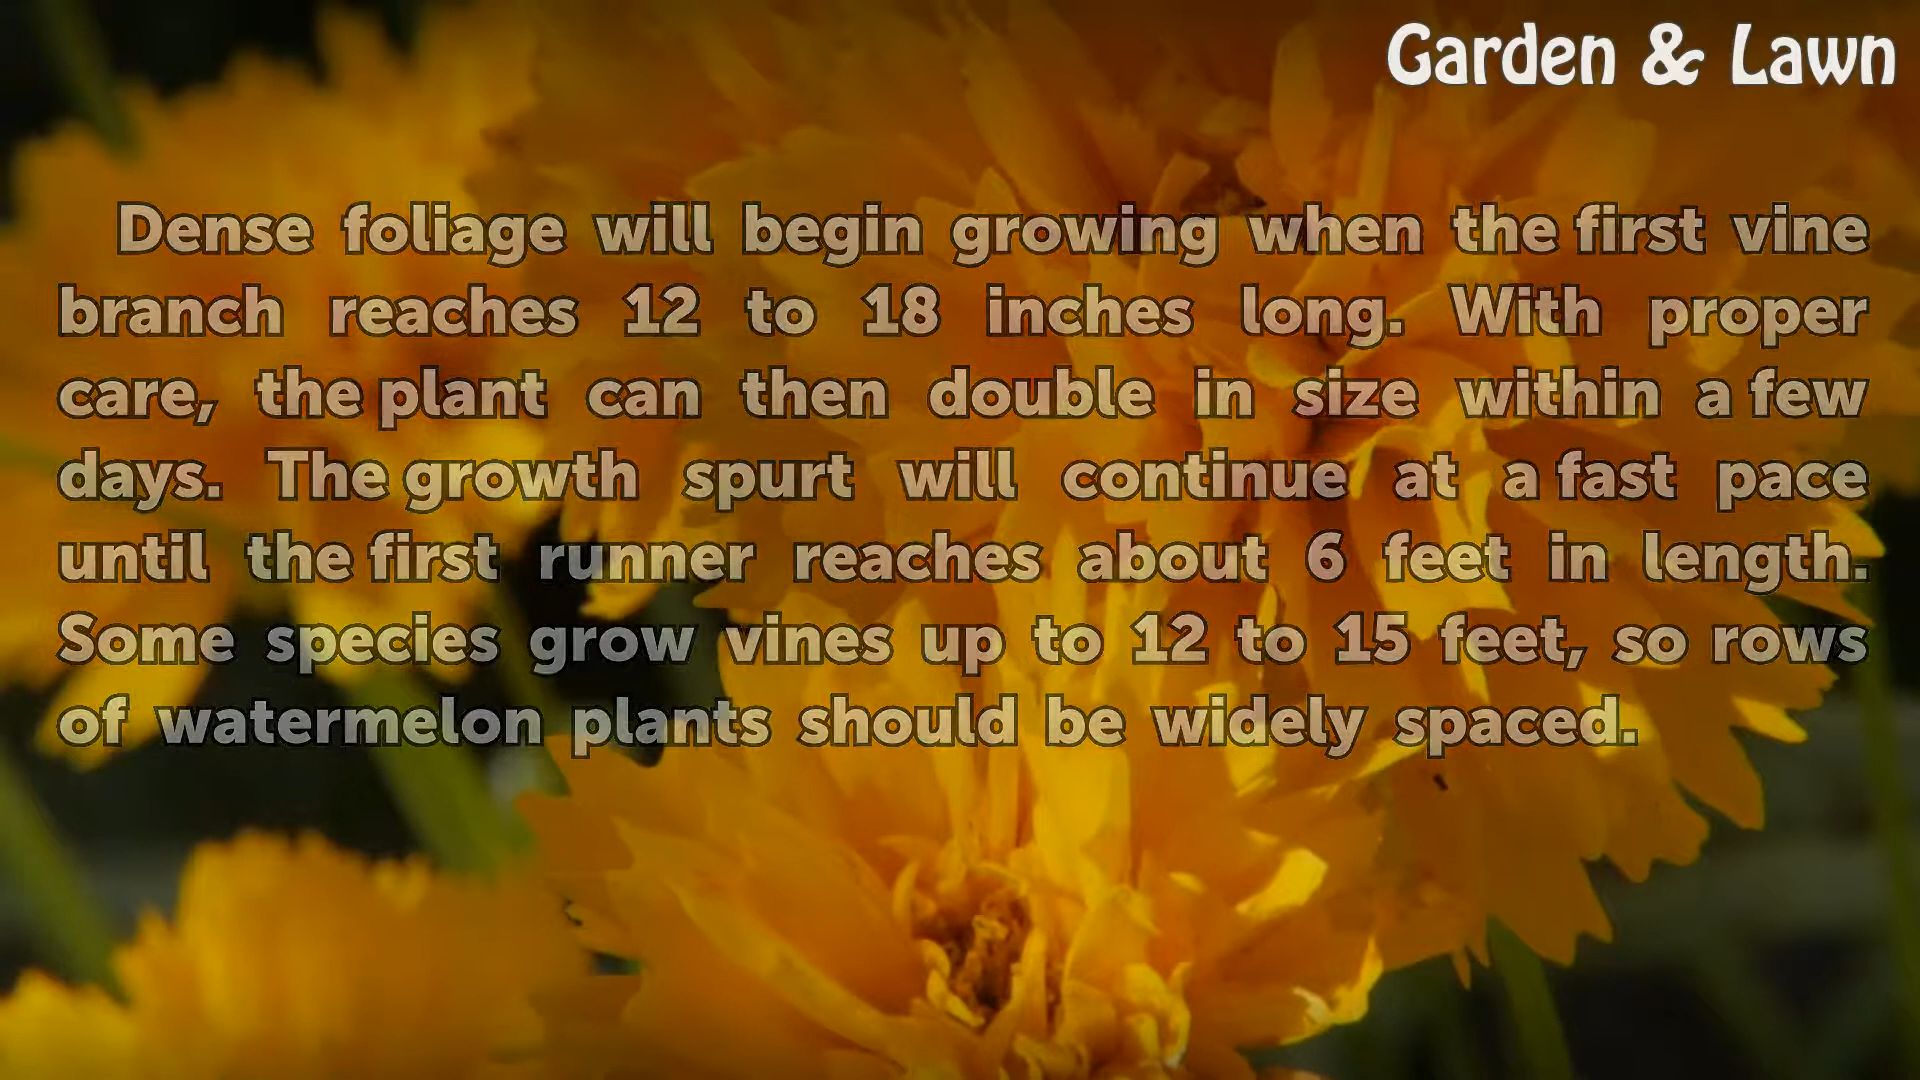 Garden & Lawn
Dense foliage will begin growing when the first vine
branch reaches 12 to 18 inches long. With proper
care, the plant can then double in size within a few
days. The growth spurt will continue at a fast pace
until the first runner reaches about 6 feet in length.
Some species grow vines up to 12 to 15 feet, so rows
of watermelon plants should be widely spaced.